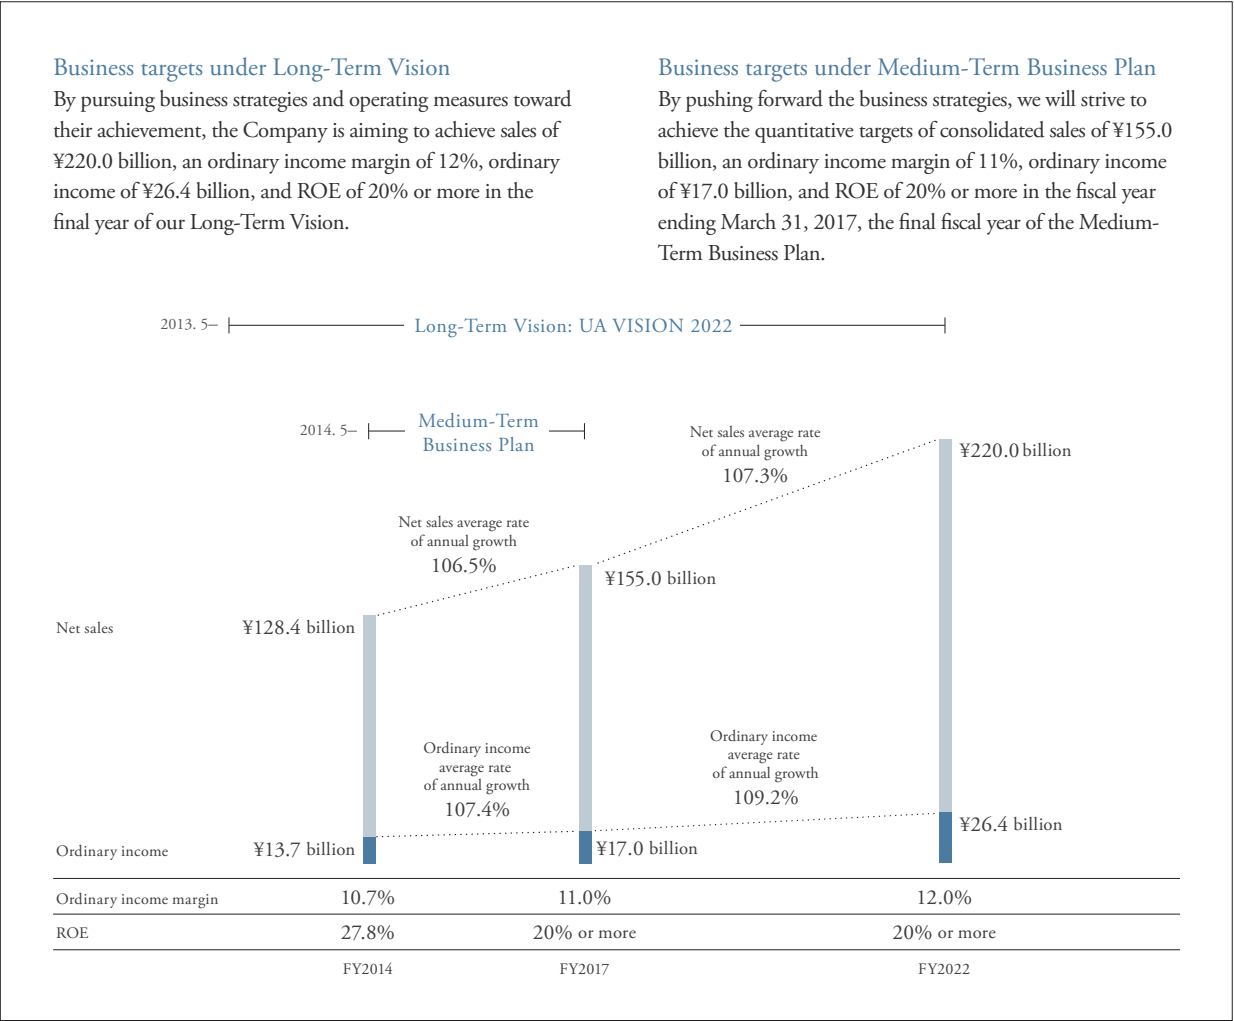 Business targets under Long-Term Vision
By pursuing business strategies and operating measures toward
their achievement, the Company is aiming to achieve sales of
¥220.0 billion, an ordinary income margin of 12%, ordinary
income of ¥26.4 billion, and ROE of 20% or more in the
final year of our Long-Term Vision.
Business targets under Medium-Term Business Plan
By pushing forward the business strategies, we will strive to
achieve the quantitative targets of consolidated sales of ¥155.0
billion, an ordinary income margin of 11%, ordinary income
of ¥17.0 billion, and ROE of 20% or more in the fiscal year
ending March 31, 2017, the final fiscal year of the Medium-
Term Business Plan.
2013. 5–
Long-Term Vision: UA VISION 2022
2014. 5–
Medium-Term
Business Plan
Net sales average rate
of annual growth
107.3%
¥220.0 billion
Net sales average rate
of annual growth
106.5%
¥155.0 billion
Net sales
¥128.4 billion
Ordinary income
average rate
of annual growth
107.4%
Ordinary income
average rate
of annual growth
109.2%
¥26.4 billion
Ordinary income
¥13.7 billion
¥17.0 billion
Ordinary income margin
10.7%
11.0%
12.0%
ROE
27.8%
20% or more
20% or more
FY2014
FY2017
FY2022